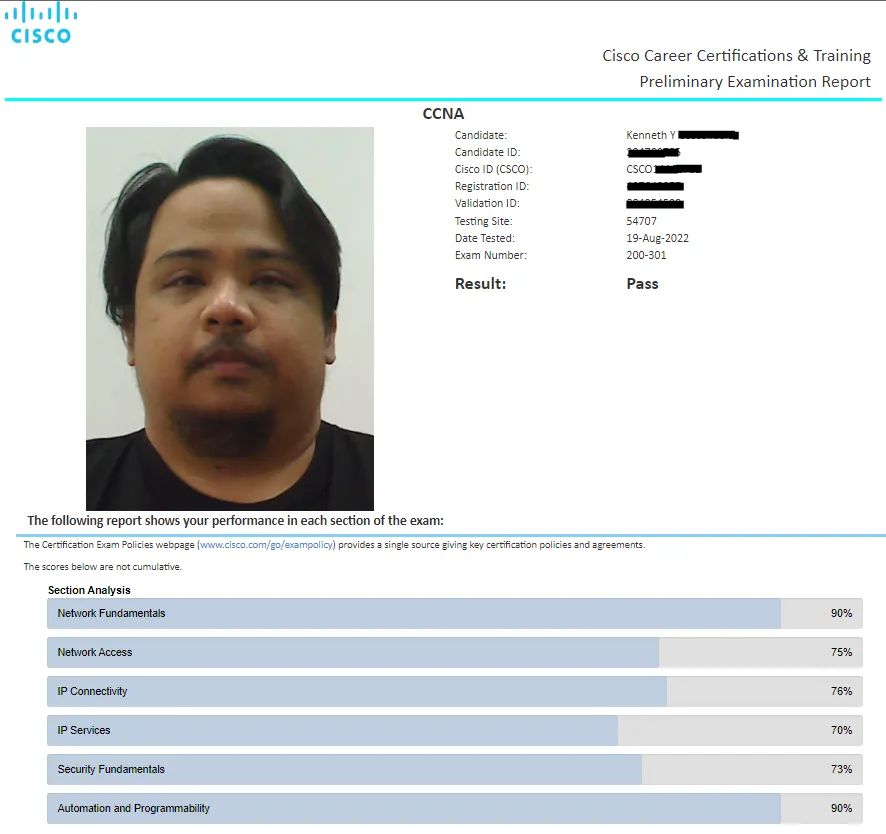 CISCO
Cisco Career Certifications & Training
Preliminary Examination Report
CCNA
Candidate: Kenneth Y
Candidate ID:
Cisco ID (CSCO): CSCO
Registration ID:
Validation ID:
Testing Site: 54707
Date Tested: 19-Aug-2022
Exam Number: 200-301
Result: Pass
The following report shows your performance in each section of the exam:
The Certification Exam Policies webpage (www.cisco.com/go/exampolicy) provides a single source giving key certification policies and agreements.
The scores below are not cumulative.
Section Analysis
Network Fundamentals 90%
Network Access 75%
IP Connectivity 76%
IP Services 70%
Security Fundamentals 73%
Automation and Programmability 90%